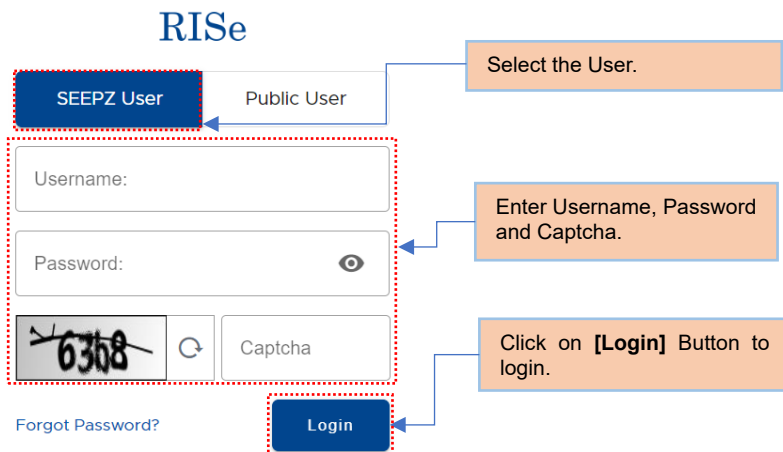 RISe
SEEPZ User
Public User
Select the User.
Username:
Enter Username, Password
and Captcha.
Password:
63b8
Captcha
Click on [Login] Button to
login.
Forgot Password?
Login